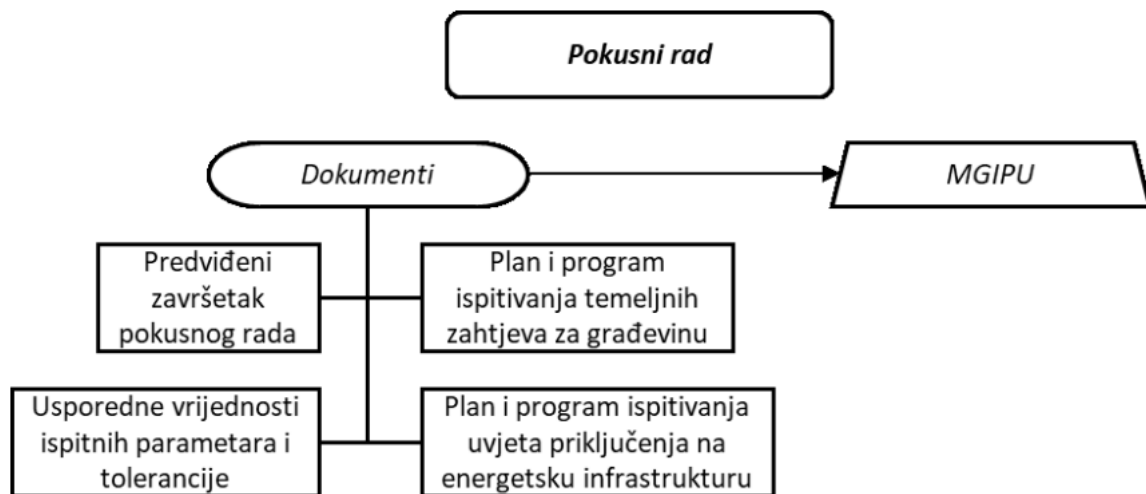 Pokusni rad
Dokumenti
MGIPU
Predviđeni
završetak
pokusnog rada
Plan i program
ispitivanja temeljnih
zahtjeva za građevinu
Usporedne vrijednosti
ispitnih parametara i
tolerancije
Plan i program ispitivanja
uvjeta priključenja na
energetsku infrastrukturu